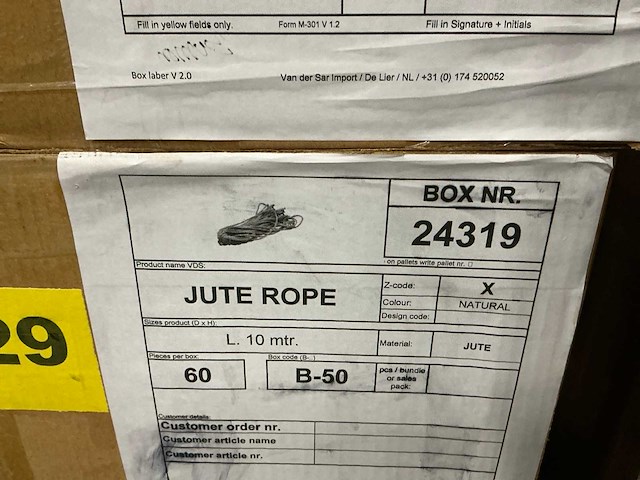 Fill in yellow fields only. Form M-301 V 1.2 Fill in Signature + Initials
Box laber V 2.0 Van der Sar Import / De Lier / NL / +31 (0) 174 520052
BOX NR.
24319
on pallets write pallet nr.
Product name VDS:
JUTE ROPE
Z-code: X
Colour: NATURAL
Design code:
Sizes product (D x H):
L. 10 mtr.
Material: JUTE
Pieces per box:
60
Box code (B-..)
B-50
pcs / bundle
or sales
pack:
29
Customer details
Customer order nr.
Customer article name
Customer article nr.